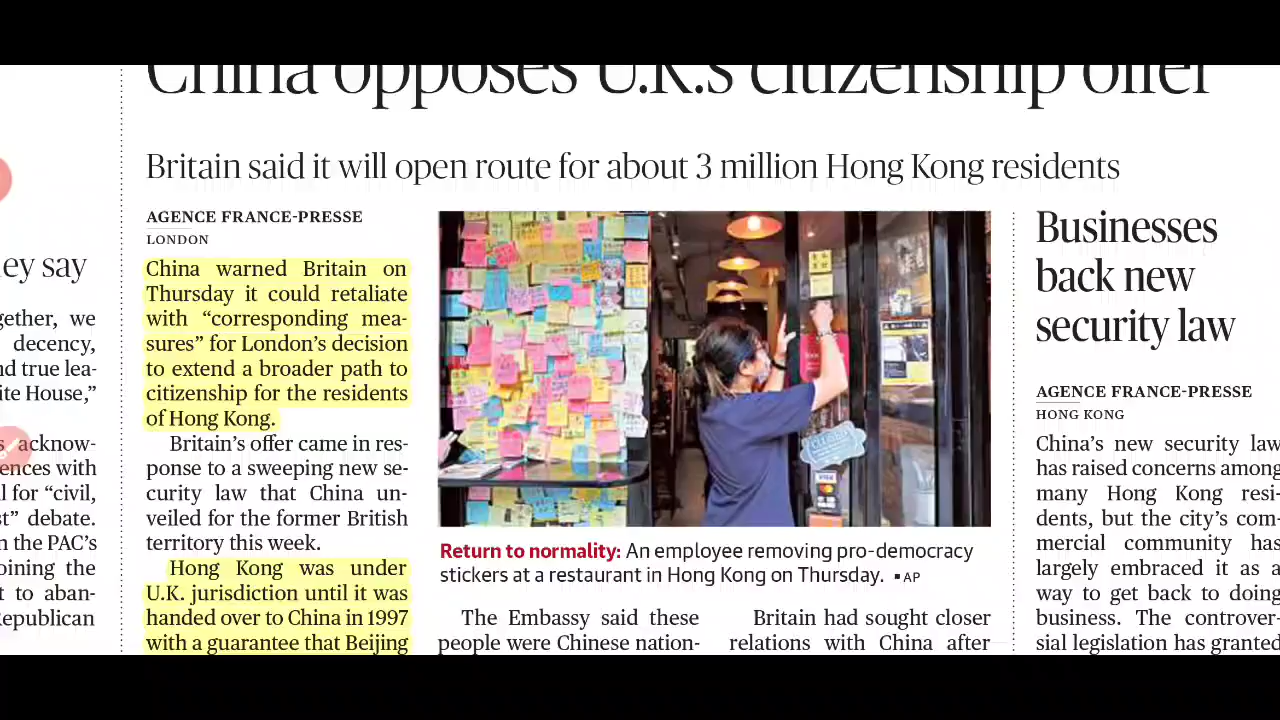 China opposes U.K.'s citizenship offer
Britain said it will open route for about 3 million Hong Kong residents
ey say
gether, we
decency,
nd true lea-
ite House,”
s acknow-
ences with
l for “civil,
st” debate.
n the PAC’s
oining the
t to aban-
Republican
AGENCE FRANCE-PRESSE
LONDON
China warned Britain on
Thursday it could retaliate
with “corresponding mea-
sures” for London’s decision
to extend a broader path to
citizenship for the residents
of Hong Kong.
Britain’s offer came in res-
ponse to a sweeping new se-
curity law that China un-
veiled for the former British
territory this week.
Hong Kong was under
U.K. jurisdiction until it was
handed over to China in 1997
with a guarantee that Beijing
VISA
Return to normality: An employee removing pro-democracy
stickers at a restaurant in Hong Kong on Thursday. ▪ AP
The Embassy said these
people were Chinese nation-
Britain had sought closer
relations with China after
Businesses
back new
security law
AGENCE FRANCE-PRESSE
HONG KONG
China’s new security law
has raised concerns among
many Hong Kong resi-
dents, but the city’s com-
mercial community has
largely embraced it as a
way to get back to doing
business. The controver-
sial legislation has granted